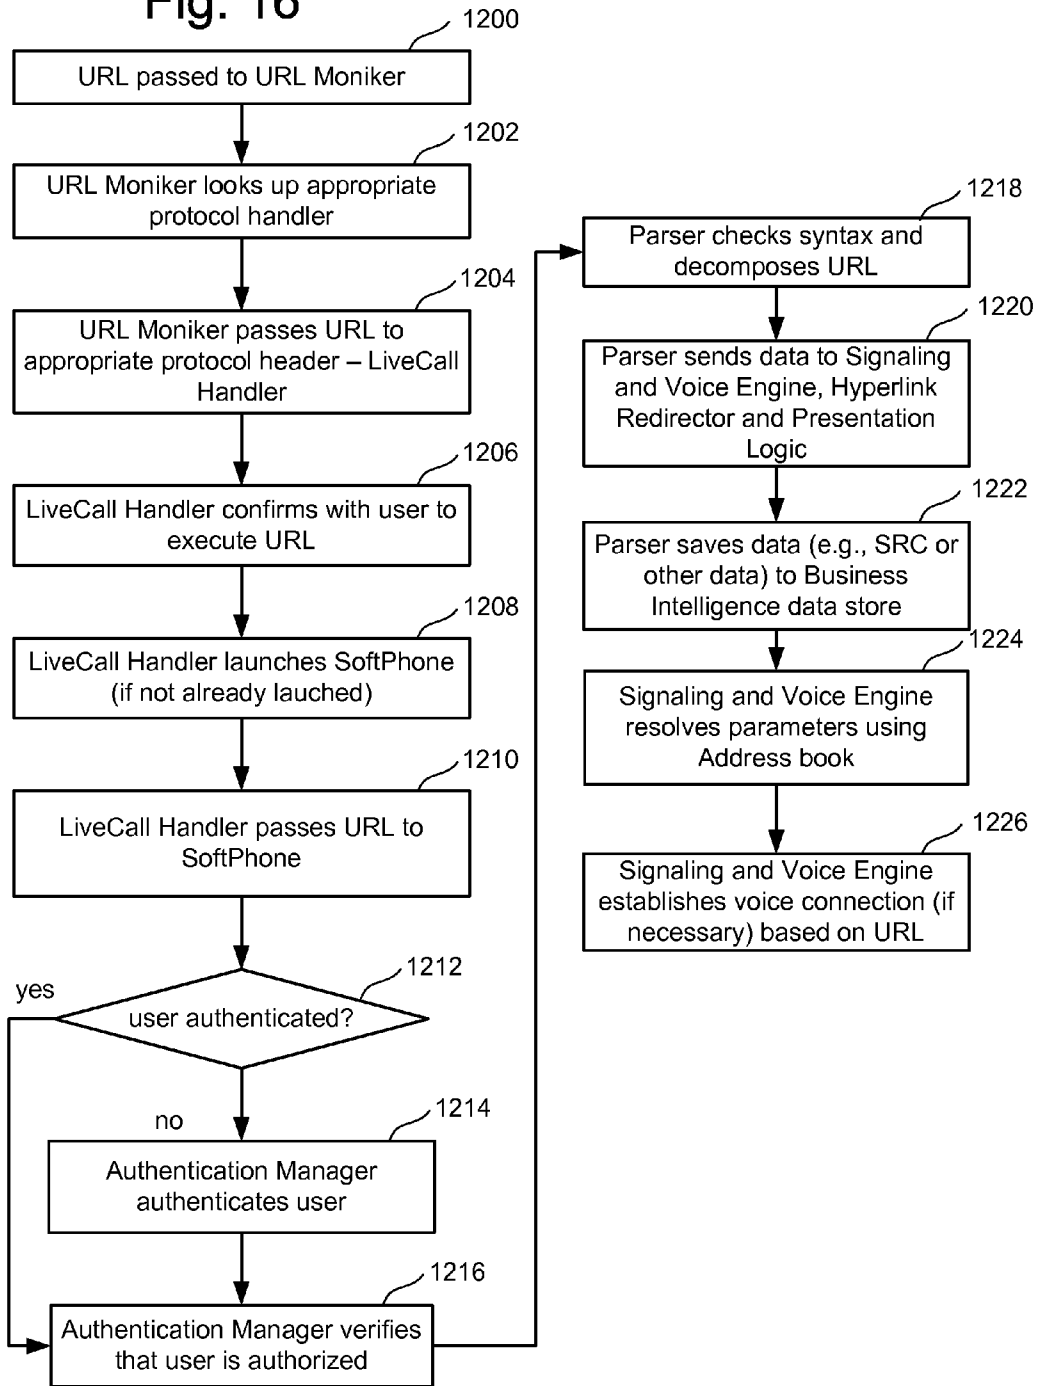 Fig. 16
1200
URL passed to URL Moniker
1202
URL Moniker looks up appropriate
protocol handler
1204
URL Moniker passes URL to
appropriate protocol header – LiveCall
Handler
1206
LiveCall Handler confirms with user to
execute URL
1208
LiveCall Handler launches SoftPhone
(if not already lauched)
1210
LiveCall Handler passes URL to
SoftPhone
1212
yes
user authenticated?
no
1214
Authentication Manager
authenticates user
1216
Authentication Manager verifies
that user is authorized
1218
Parser checks syntax and
decomposes URL
1220
Parser sends data to Signaling
and Voice Engine, Hyperlink
Redirector and Presentation
Logic
1222
Parser saves data (e.g., SRC or
other data) to Business
Intelligence data store
1224
Signaling and Voice Engine
resolves parameters using
Address book
1226
Signaling and Voice Engine
establishes voice connection (if
necessary) based on URL